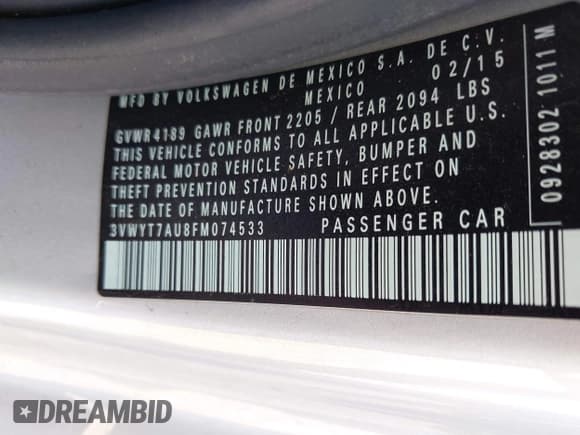 MFD BY VOLKSWAGEN DE MEXICO S.A. DE C.V.
MEXICO 02/15
GVWR 4189 GAWR FRONT 2205 / REAR 2094 LBS
THIS VEHICLE CONFORMS TO ALL APPLICABLE U.S.
FEDERAL MOTOR VEHICLE SAFETY, BUMPER AND
THEFT PREVENTION STANDARDS IN EFFECT ON
THE DATE OF MANUFACTURE SHOWN ABOVE.
3VWYT7AU8FM074533 PASSENGER CAR
0928302 1011 M
DREAMBID